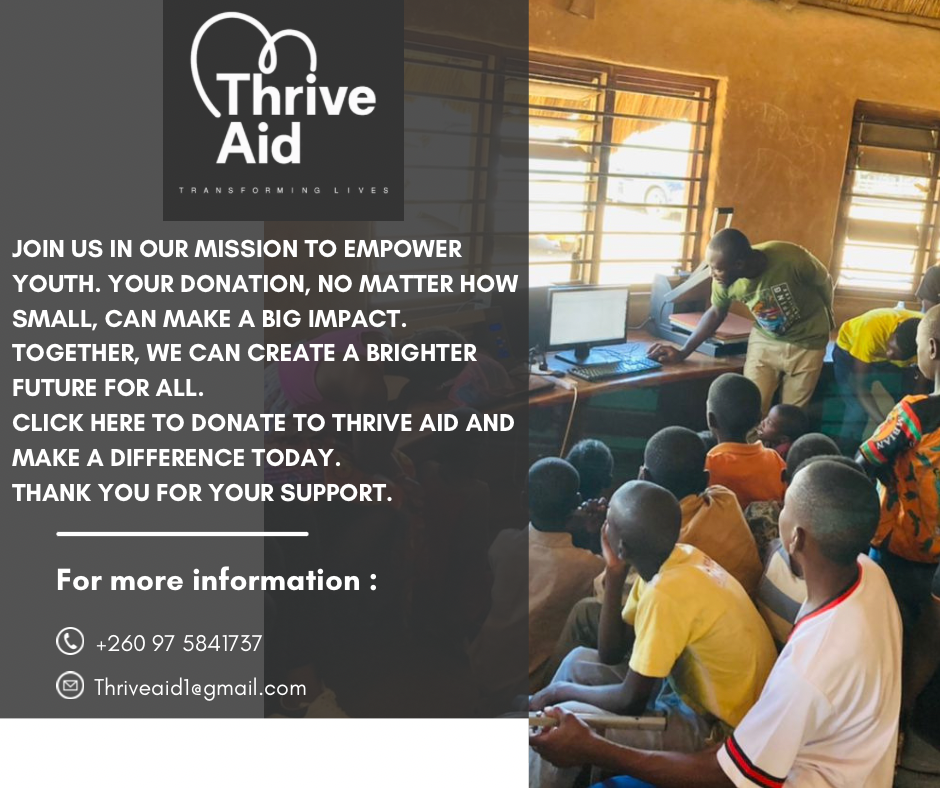 Thrive
Aid
TRANSFORMING LIVES
JOIN US IN OUR MISSION TO EMPOWER
YOUTH. YOUR DONATION, NO MATTER HOW
SMALL, CAN MAKE A BIG IMPACT.
TOGETHER, WE CAN CREATE A BRIGHTER
FUTURE FOR ALL.
CLICK HERE TO DONATE TO THRIVE AID AND
MAKE A DIFFERENCE TODAY.
THANK YOU FOR YOUR SUPPORT.
For more information :
+260 97 5841737
Thriveaid1@gmail.com